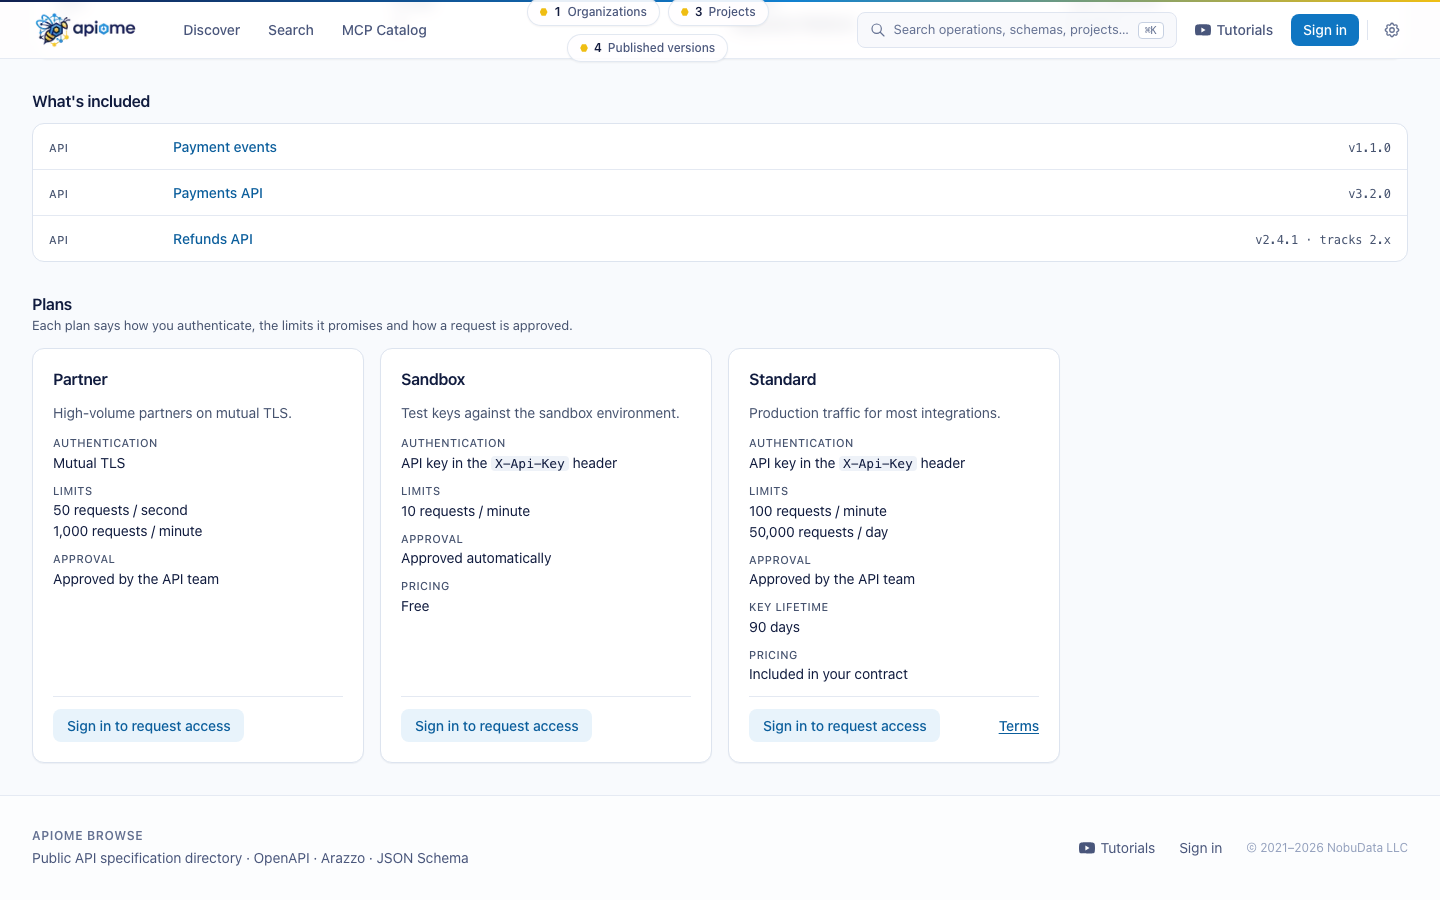 apiome
Discover
Search
MCP Catalog
1 Organizations
3 Projects
4 Published versions
Search operations, schemas, projects...
⌘K
Tutorials
Sign in
What's included
API Payment events v1.1.0
API Payments API v3.2.0
API Refunds API v2.4.1 · tracks 2.x
Plans
Each plan says how you authenticate, the limits it promises and how a request is approved.
Partner
High-volume partners on mutual TLS.
AUTHENTICATION
Mutual TLS
LIMITS
50 requests / second
1,000 requests / minute
APPROVAL
Approved by the API team
Sign in to request access
Sandbox
Test keys against the sandbox environment.
AUTHENTICATION
API key in the X-Api-Key header
LIMITS
10 requests / minute
APPROVAL
Approved automatically
PRICING
Free
Sign in to request access
Standard
Production traffic for most integrations.
AUTHENTICATION
API key in the X-Api-Key header
LIMITS
100 requests / minute
50,000 requests / day
APPROVAL
Approved by the API team
KEY LIFETIME
90 days
PRICING
Included in your contract
Sign in to request access
Terms
APIOME BROWSE
Public API specification directory · OpenAPI · Arazzo · JSON Schema
Tutorials
Sign in
© 2021–2026 NobuData LLC